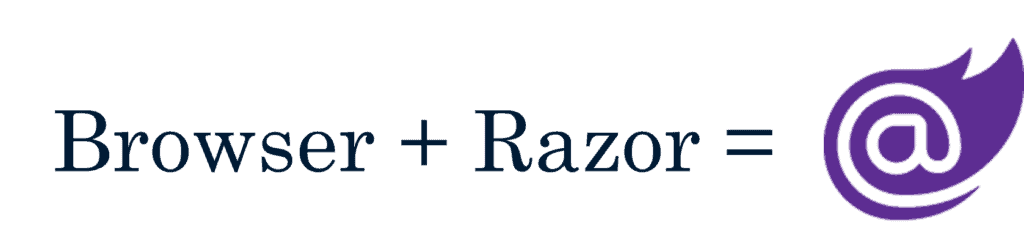 Browser + Razor = @